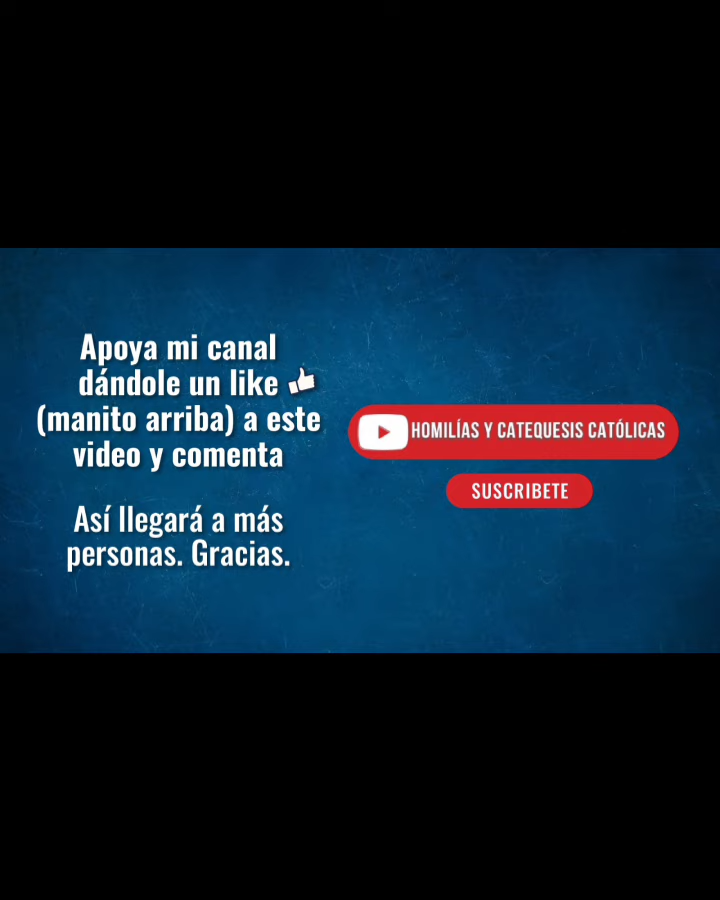 Apoya mi canal
dándole un like
(manito arriba) a este
video y comenta
Así llegará a más
personas. Gracias.
HOMILÍAS Y CATEQUESIS CATÓLICAS
SUSCRIBETE